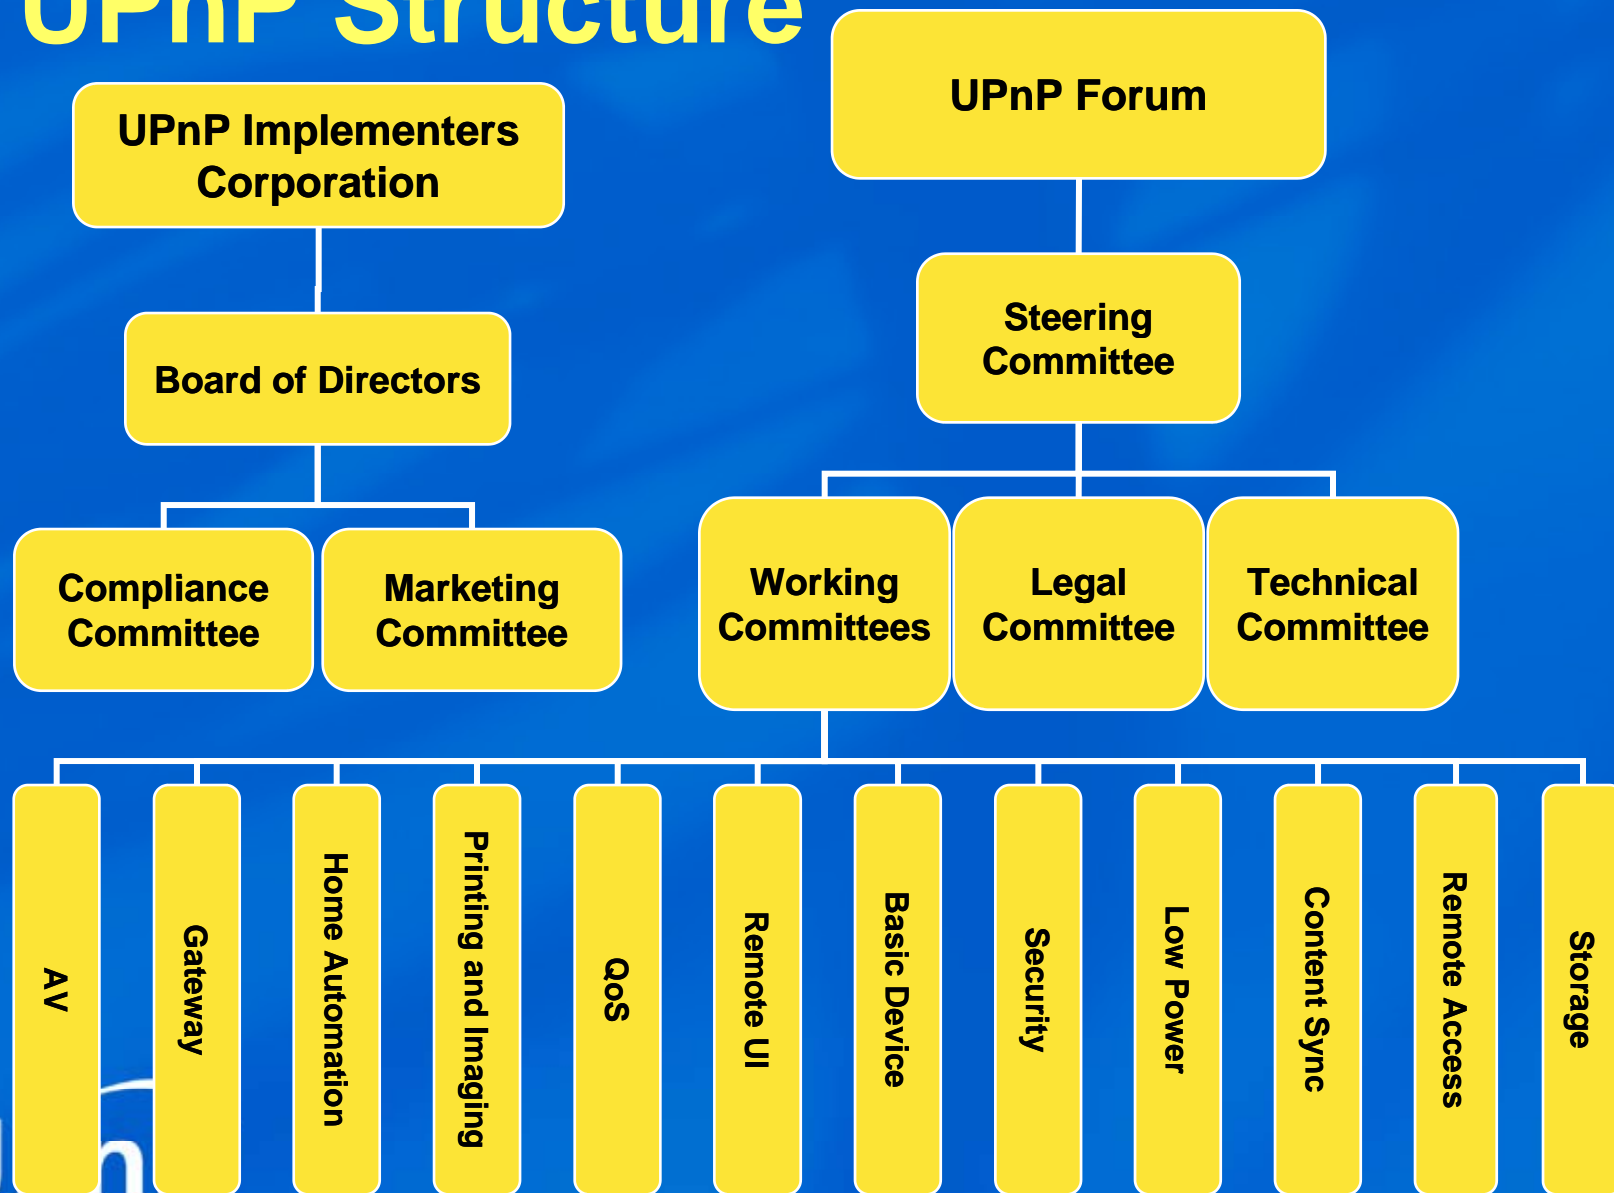 UPnP Structure
UPnP Forum
UPnP Implementers
Corporation
Steering
Committee
Board of Directors
Compliance
Committee
Marketing
Committee
Working
Committees
Legal
Committee
Technical
Committee
AV
Gateway
Home Automation
Printing and Imaging
QoS
Remote UI
Basic Device
Security
Low Power
Content Sync
Remote Access
Storage